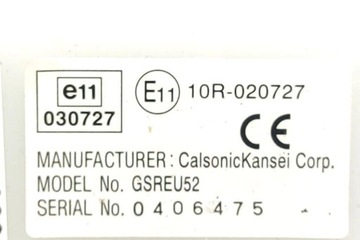 e11
030727
E11 10R-020727
CE
MANUFACTURER : CalsonicKansei Corp.
MODEL No. GSREU52
SERIAL No. 0406475